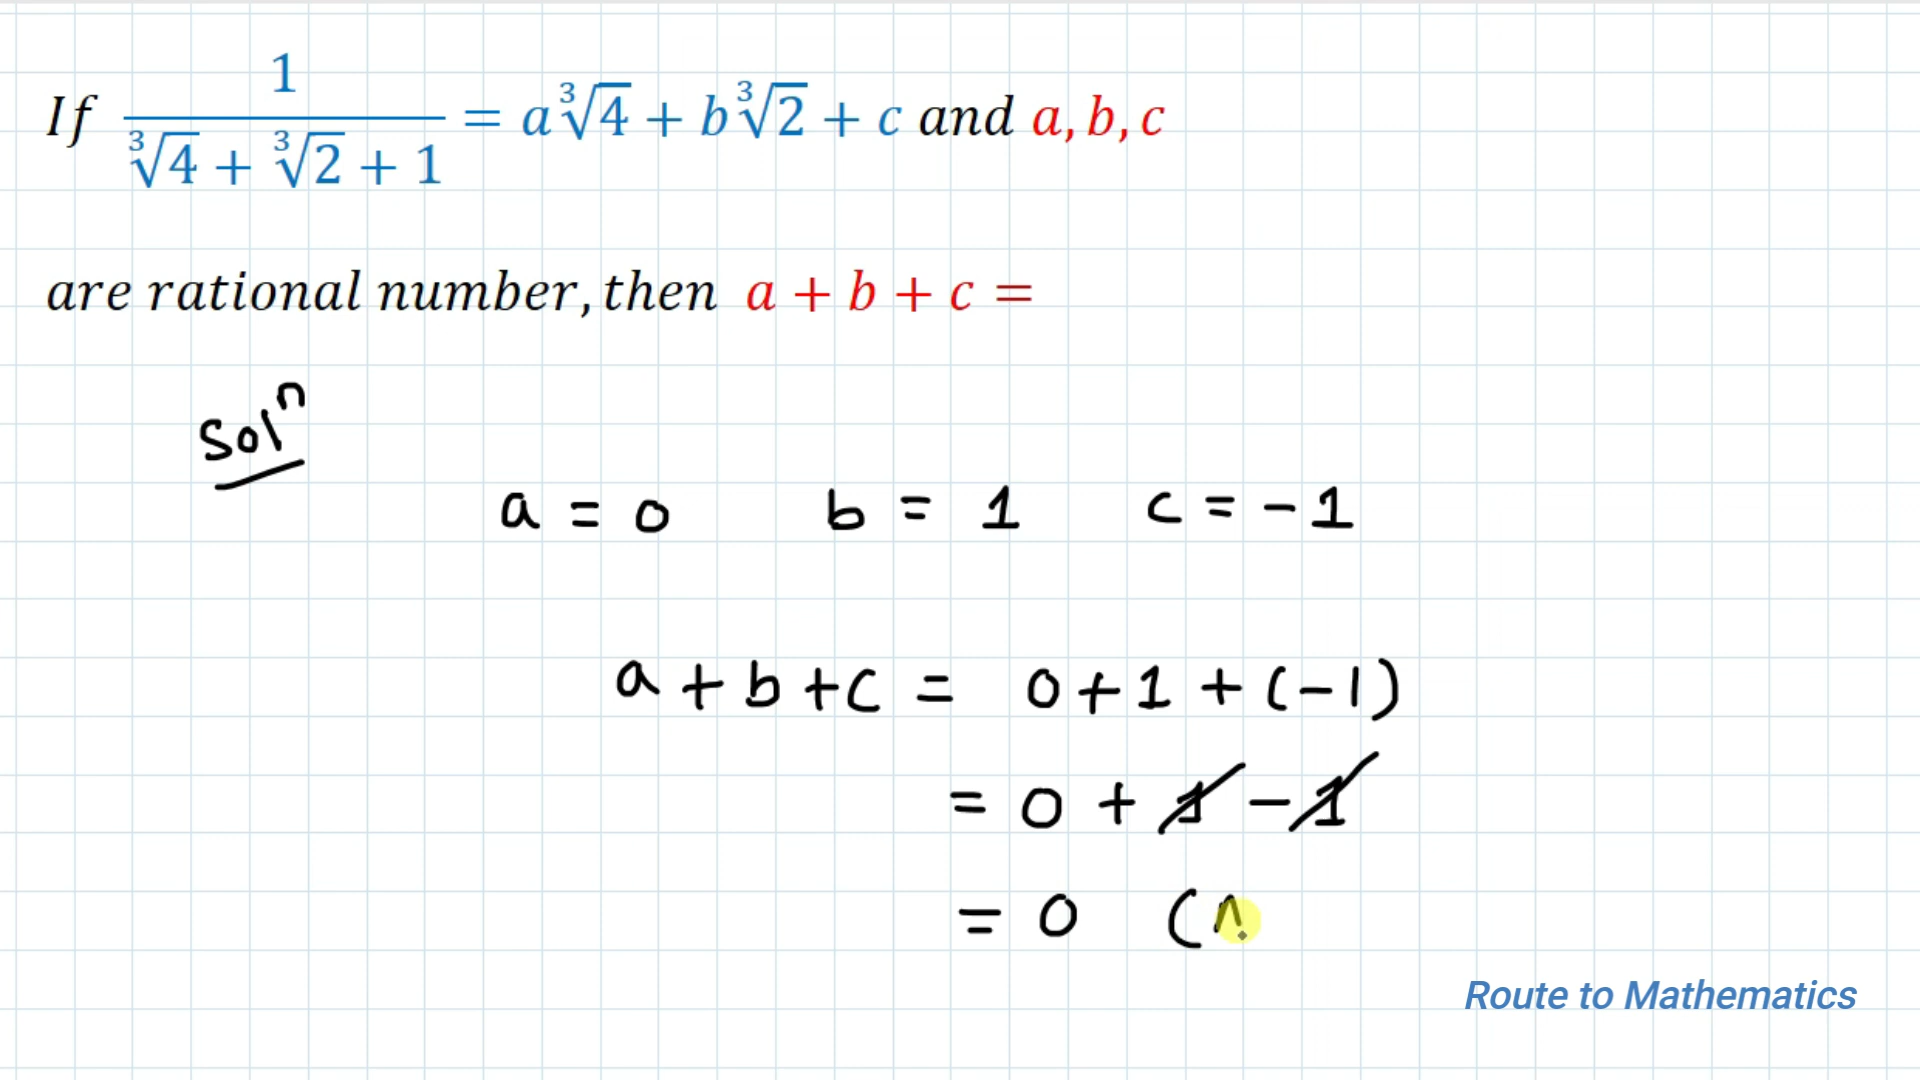 If 1/(∛4 + ∛2 + 1) = a∛4 + b∛2 + c and a, b, c
are rational number, then a + b + c =
Solⁿ
a = 0 b = 1 c = -1
a + b + c = 0 + 1 + (-1)
= 0 + 1 - 1
= 0 (
Route to Mathematics